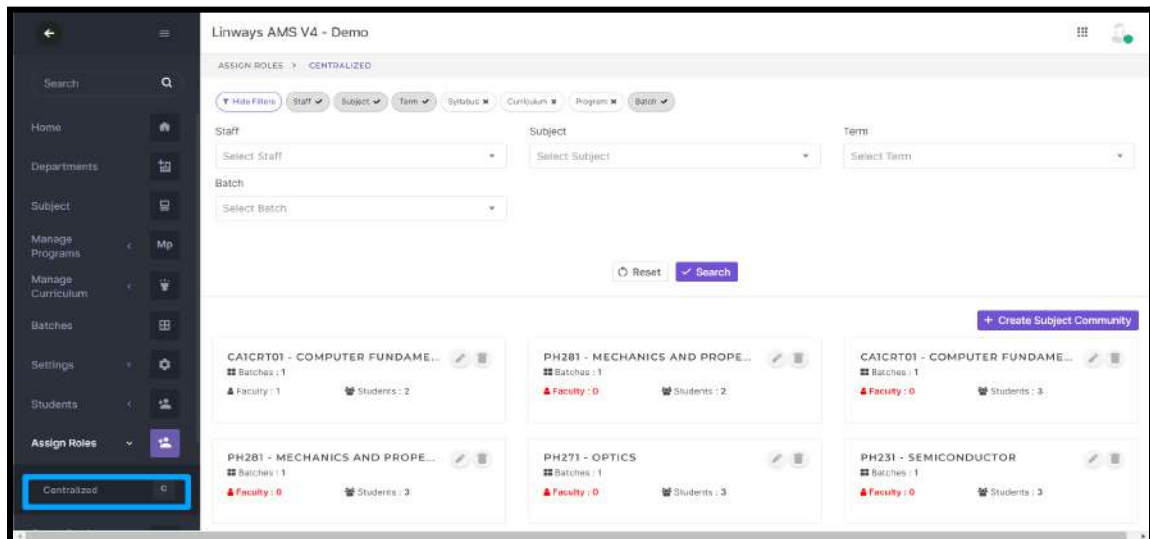 Linways AMS V4 - Demo
Search
Home
Departments
Subject
Manage
Programs
Mp
Manage
Curriculum
Batches
Settings
Students
Assign Roles
Centralized
C
ASSIGN ROLES > CENTRALIZED
Hide Filters Staff Subject Term Syllabus Curriculum Program Batch
Staff Subject Term
Select Staff Select Subject Select Term
Batch
Select Batch
Reset Search
+ Create Subject Community
CA1CRT01 - COMPUTER FUNDAME... PH281 - MECHANICS AND PROPE... CA1CRT01 - COMPUTER FUNDAME...
Batches : 1 Batches : 1 Batches : 1
Faculty : 1 Students : 2 Faculty : 0 Students : 2 Faculty : 0 Students : 3
PH281 - MECHANICS AND PROPE... PH271 - OPTICS PH231 - SEMICONDUCTOR
Batches : 1 Batches : 1 Batches : 1
Faculty : 0 Students : 3 Faculty : 0 Students : 3 Faculty : 0 Students : 3